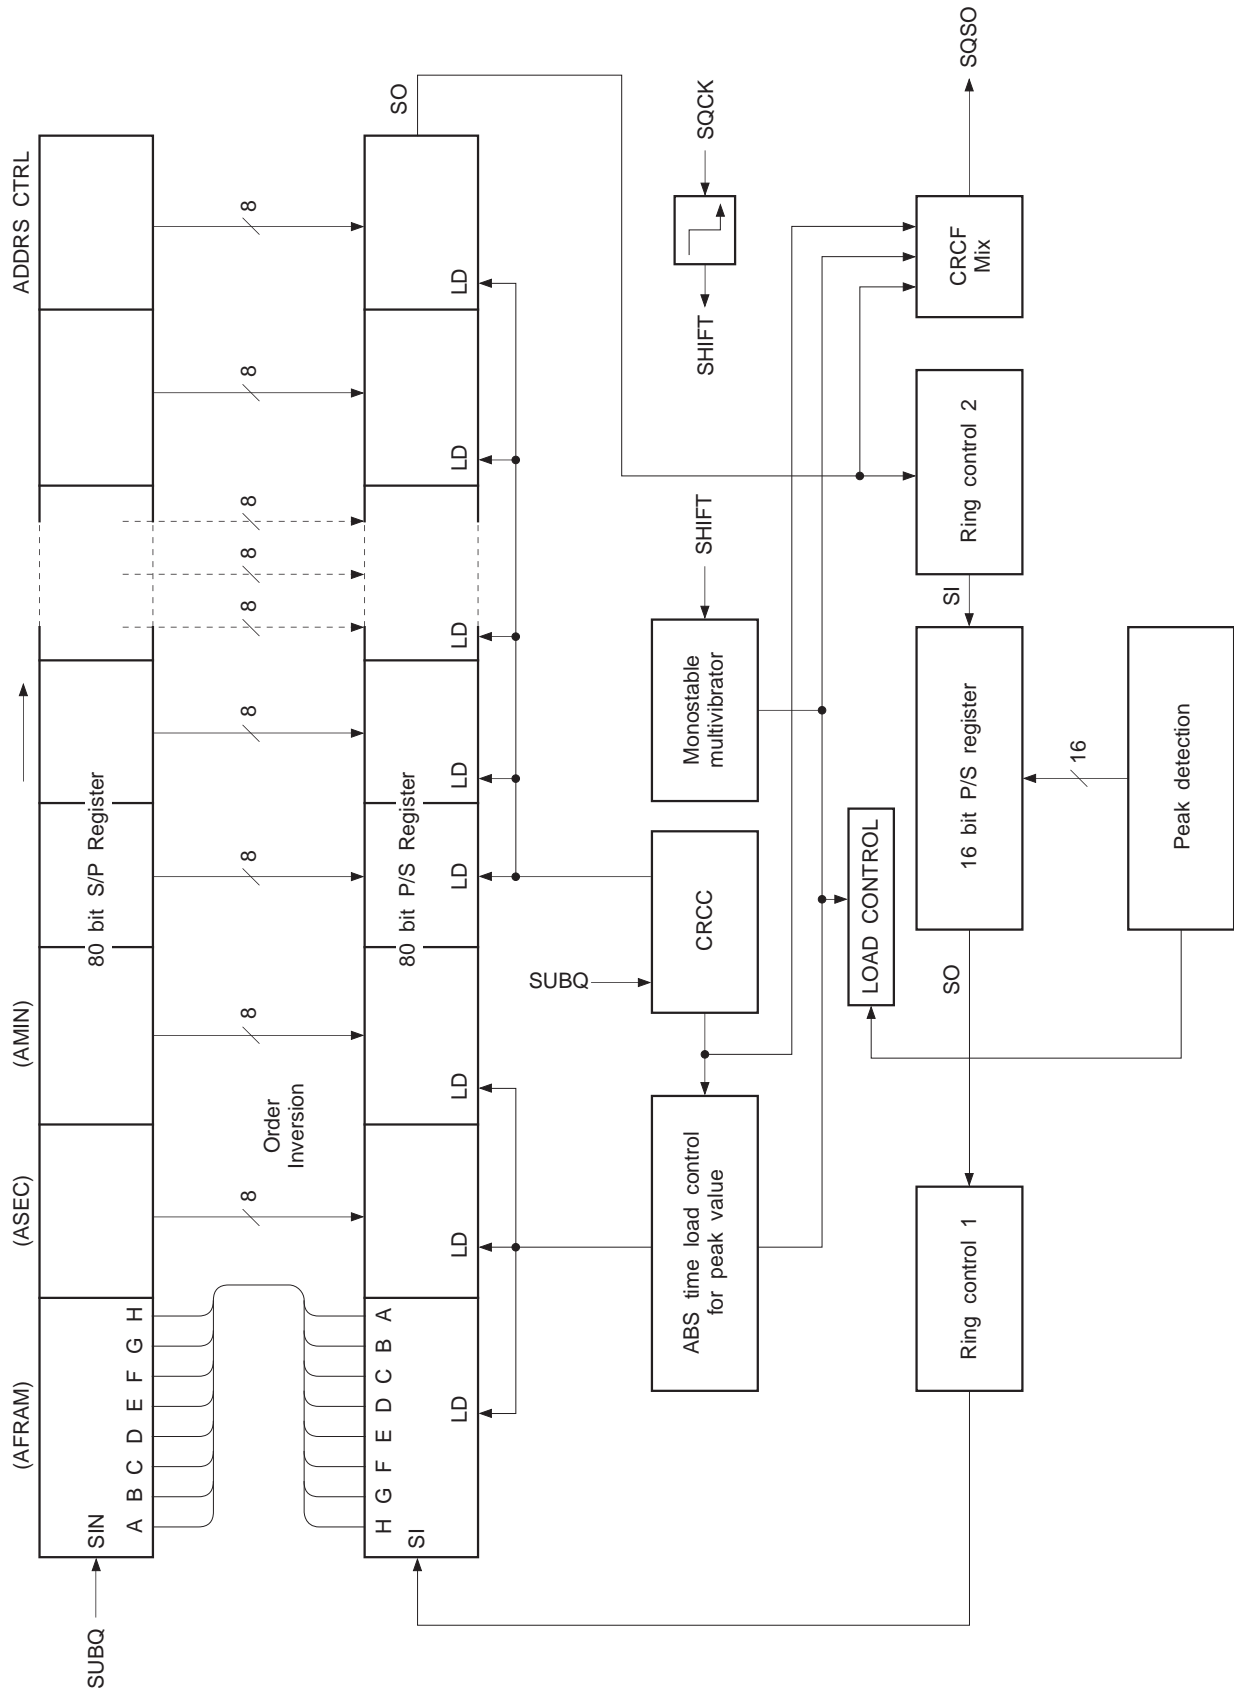 SUBQ
SIN
(AFRAM)
(ASEC)
(AMIN)
80 bit S/P Register
ADDRS CTRL
A B C D E F G H
Order
Inversion
8
8
8
8
8
8
8
8
8
H G F E D C B A
SI
80 bit P/S Register
SO
LD
LD
LD
LD
LD
LD
LD
LD
SUBQ
CRCC
ABS time load control
for peak value
Monostable
multivibrator
SHIFT
SHIFT
SQCK
LOAD CONTROL
Ring control 1
SO
16 bit P/S register
SI
Ring control 2
CRCF
Mix
SQSO
16
Peak detection